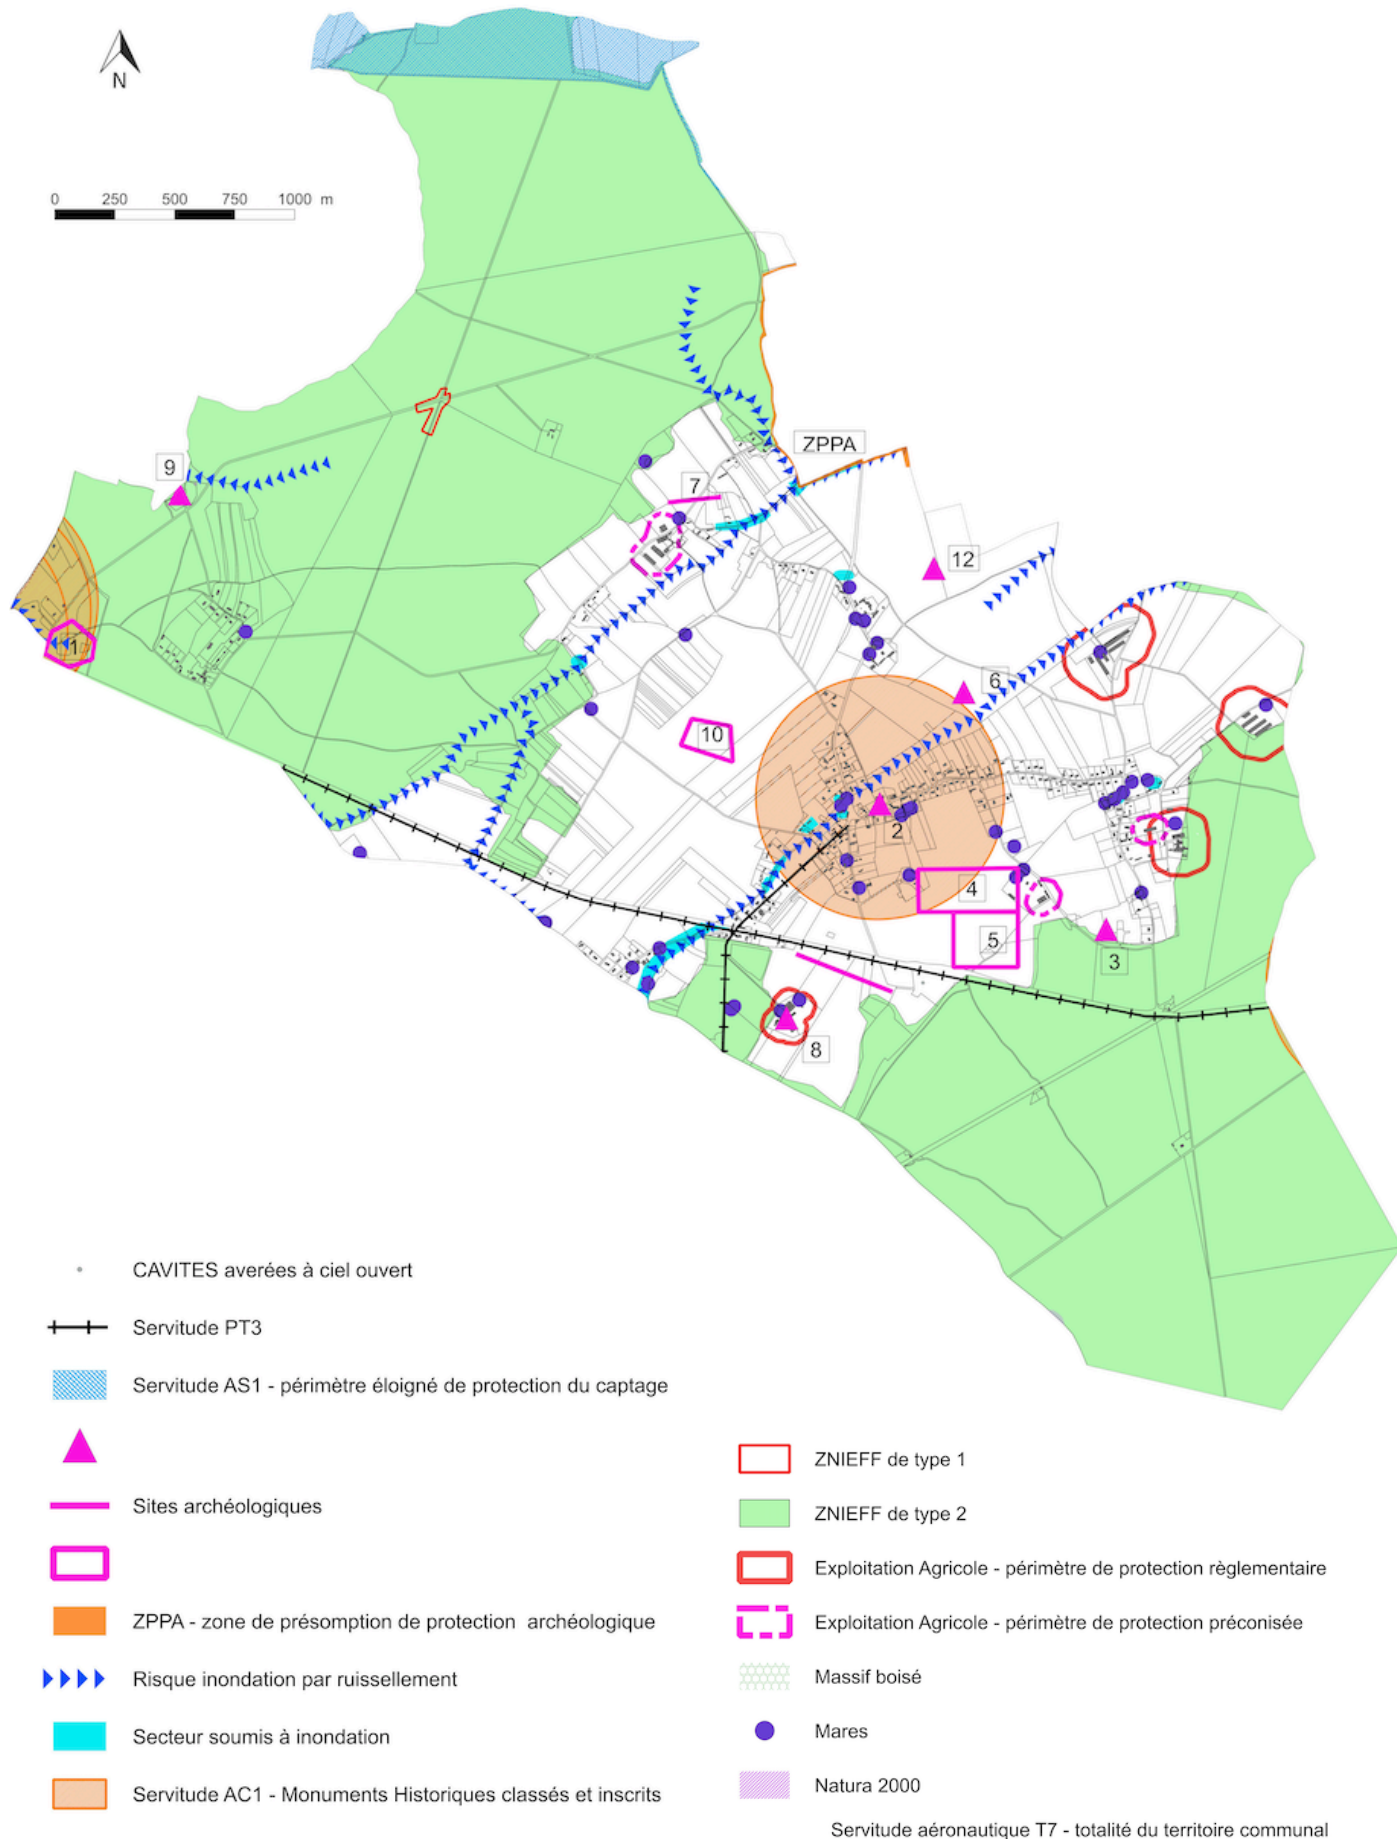 N
0 250 500 750 1000 m
ZPPA
9
7
12
1
6
10
2
4
5
3
8
CAVITES averées à ciel ouvert
Servitude PT3
Servitude AS1 - périmètre éloigné de protection du captage
Sites archéologiques
ZPPA - zone de présomption de protection archéologique
Risque inondation par ruissellement
Secteur soumis à inondation
Servitude AC1 - Monuments Historiques classés et inscrits
ZNIEFF de type 1
ZNIEFF de type 2
Exploitation Agricole - périmètre de protection règlementaire
Exploitation Agricole - périmètre de protection préconisée
Massif boisé
Mares
Natura 2000
Servitude aéronautique T7 - totalité du territoire communal